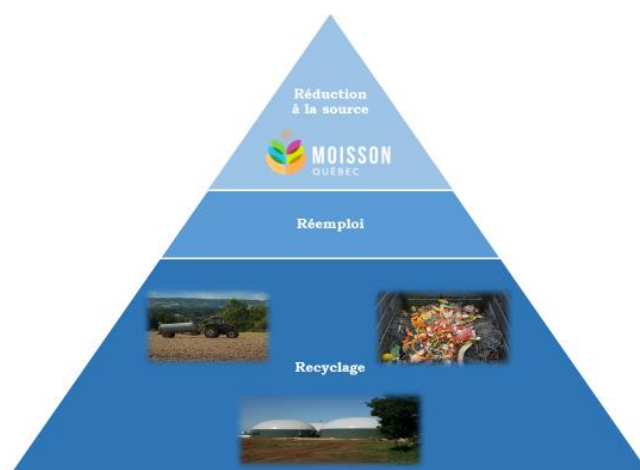 Réduction
à la source
MOISSON
QUÉBEC
Réemploi
Recyclage